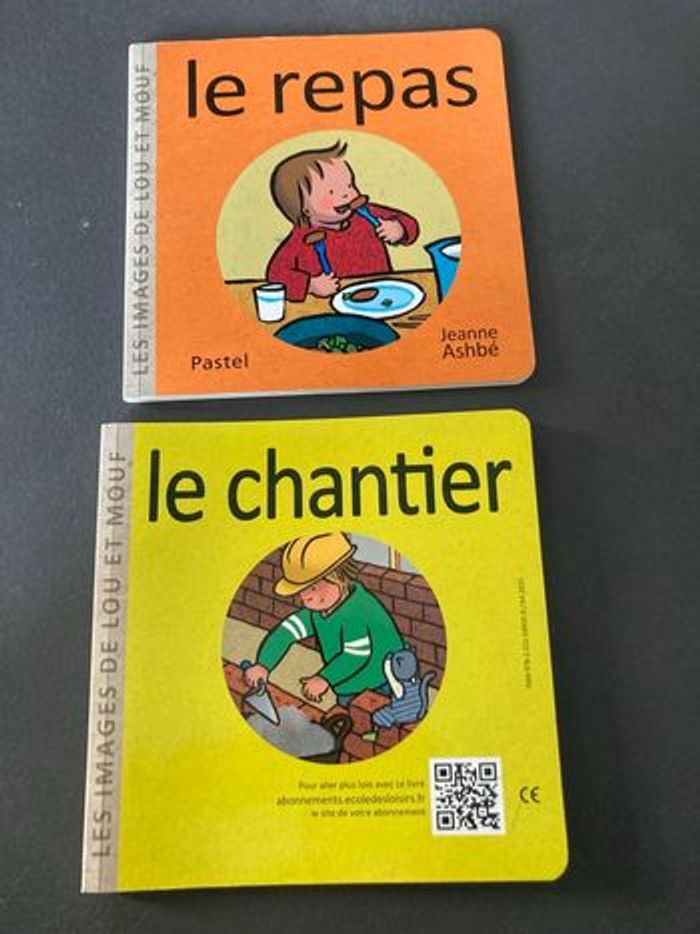 LES IMAGES DE LOU ET MOUF
le repas
Pastel
Jeanne
Ashbé
LES IMAGES DE LOU ET MOUF
le chantier
Pour aller plus loin avec ce livre
abonnements.ecoledesloisirs.fr
le site de votre abonnement
CE